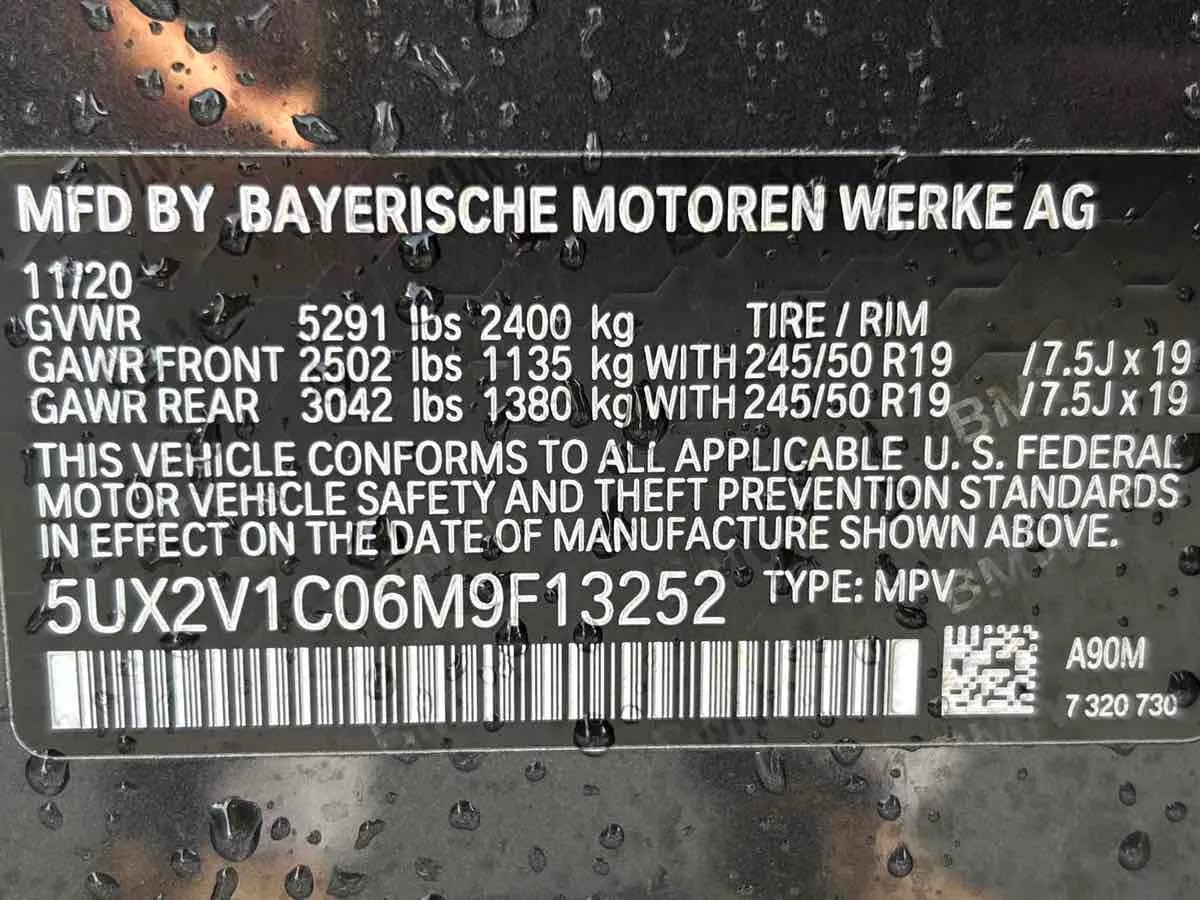 MFD BY BAYERISCHE MOTOREN WERKE AG
11/20
GVWR 5291 lbs 2400 kg TIRE / RIM
GAWR FRONT 2502 lbs 1135 kg WITH 245/50 R19 /7.5J x 19
GAWR REAR 3042 lbs 1380 kg WITH 245/50 R19 /7.5J x 19
THIS VEHICLE CONFORMS TO ALL APPLICABLE U. S. FEDERAL
MOTOR VEHICLE SAFETY AND THEFT PREVENTION STANDARDS
IN EFFECT ON THE DATE OF MANUFACTURE SHOWN ABOVE.
5UX2V1C06M9F13252 TYPE: MPV
A90M
7 320 730